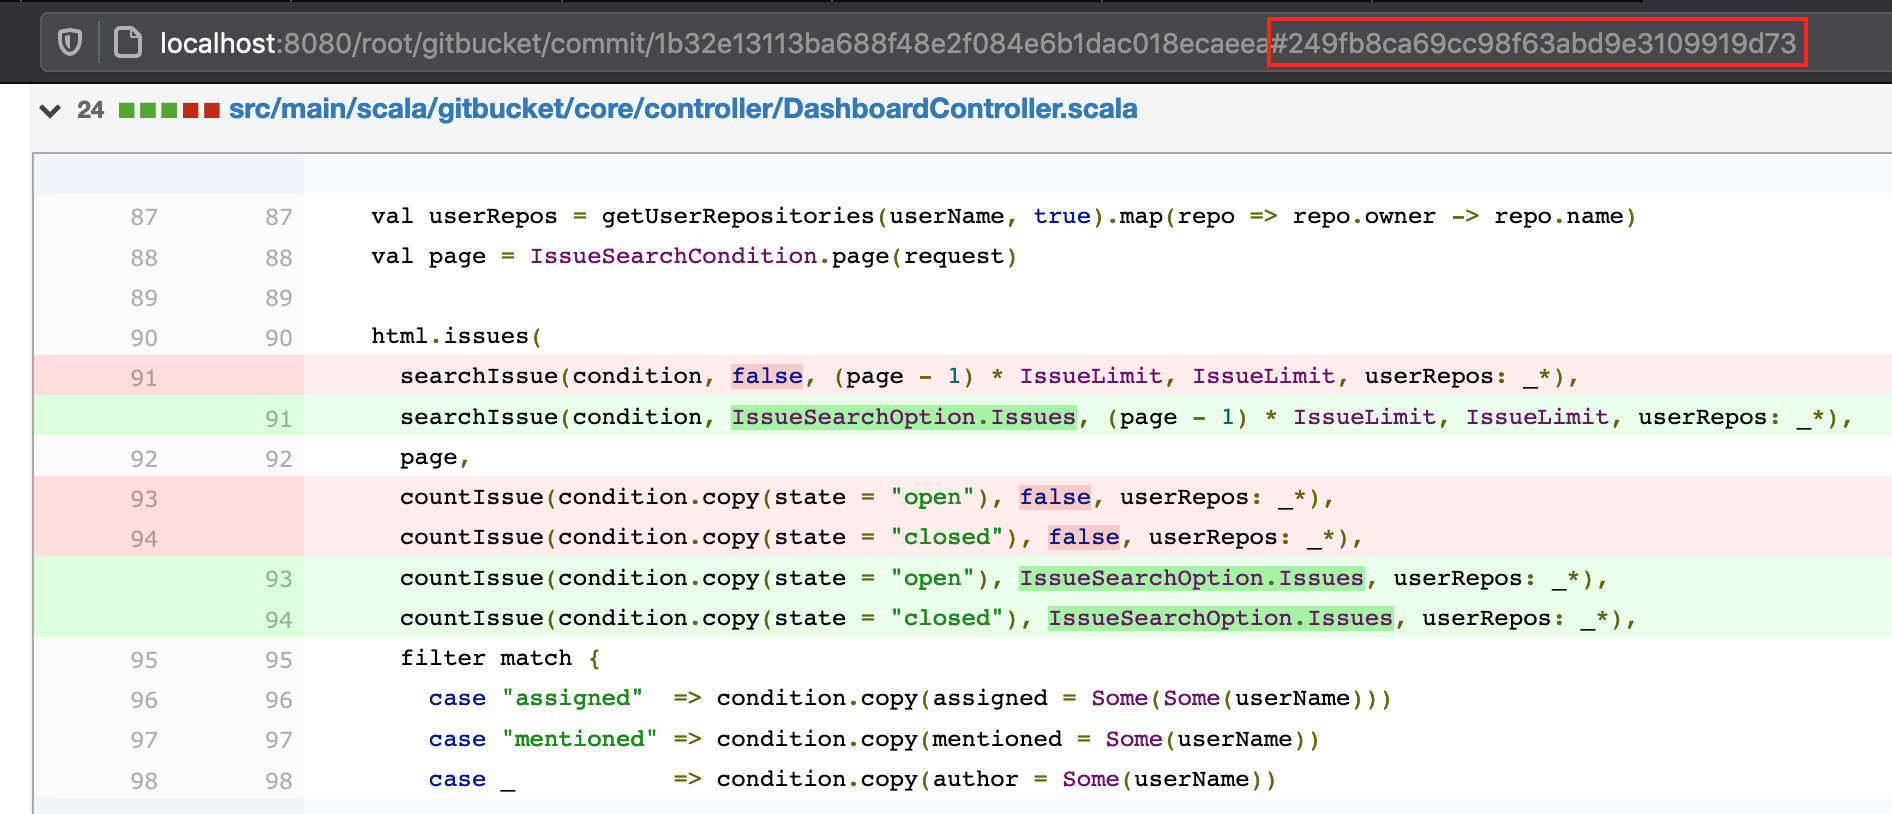 localhost:8080/root/gitbucket/commit/1b32e13113ba688f48e2f084e6b1dac018ecaeea#249fb8ca69cc98f63abd9e3109919d73
24 src/main/scala/gitbucket/core/controller/DashboardController.scala
87 87 val userRepos = getUserRepositories(userName, true).map(repo => repo.owner -> repo.name)
88 88 val page = IssueSearchCondition.page(request)
89 89
90 90 html.issues(
91 searchIssue(condition, false, (page - 1) * IssueLimit, IssueLimit, userRepos: _*),
91 searchIssue(condition, IssueSearchOption.Issues, (page - 1) * IssueLimit, IssueLimit, userRepos: _*),
92 92 page,
93 countIssue(condition.copy(state = "open"), false, userRepos: _*),
94 countIssue(condition.copy(state = "closed"), false, userRepos: _*),
93 countIssue(condition.copy(state = "open"), IssueSearchOption.Issues, userRepos: _*),
94 countIssue(condition.copy(state = "closed"), IssueSearchOption.Issues, userRepos: _*),
95 95 filter match {
96 96 case "assigned" => condition.copy(assigned = Some(Some(userName)))
97 97 case "mentioned" => condition.copy(mentioned = Some(userName))
98 98 case _ => condition.copy(author = Some(userName))